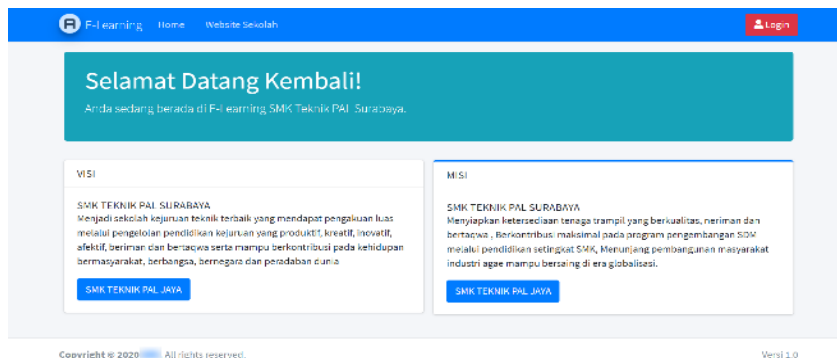 E-Learning Home Website Sekolah Login
Selamat Datang Kembali!
Anda sedang berada di E-Learning SMK Teknik PAL Surabaya.
VISI
SMK TEKNIK PAL SURABAYA
Menjadi sekolah kejuruan teknik terbaik yang mendapat pengakuan luas
melalui pengelolan pendidikan kejuruan yang produktif, kreatif, inovatif,
afektif, beriman dan bertaqwa serta mampu berkontribusi pada kehidupan
bermasyarakat, berbangsa, bernegara dan peradaban dunia
SMK TEKNIK PAL JAYA
MISI
SMK TEKNIK PAL SURABAYA
Menyiapkan ketersediaan tenaga trampil yang berkualitas, neriman dan
bertaqwa , Berkontribusi maksimal pada program pengembangan SDM
melalui pendidikan setingkat SMK, Menunjang pembangunan masyarakat
industri agae mampu bersaing di era globalisasi.
SMK TEKNIK PAL JAYA
Copyright © 2020 All rights reserved.
Versi 1.0